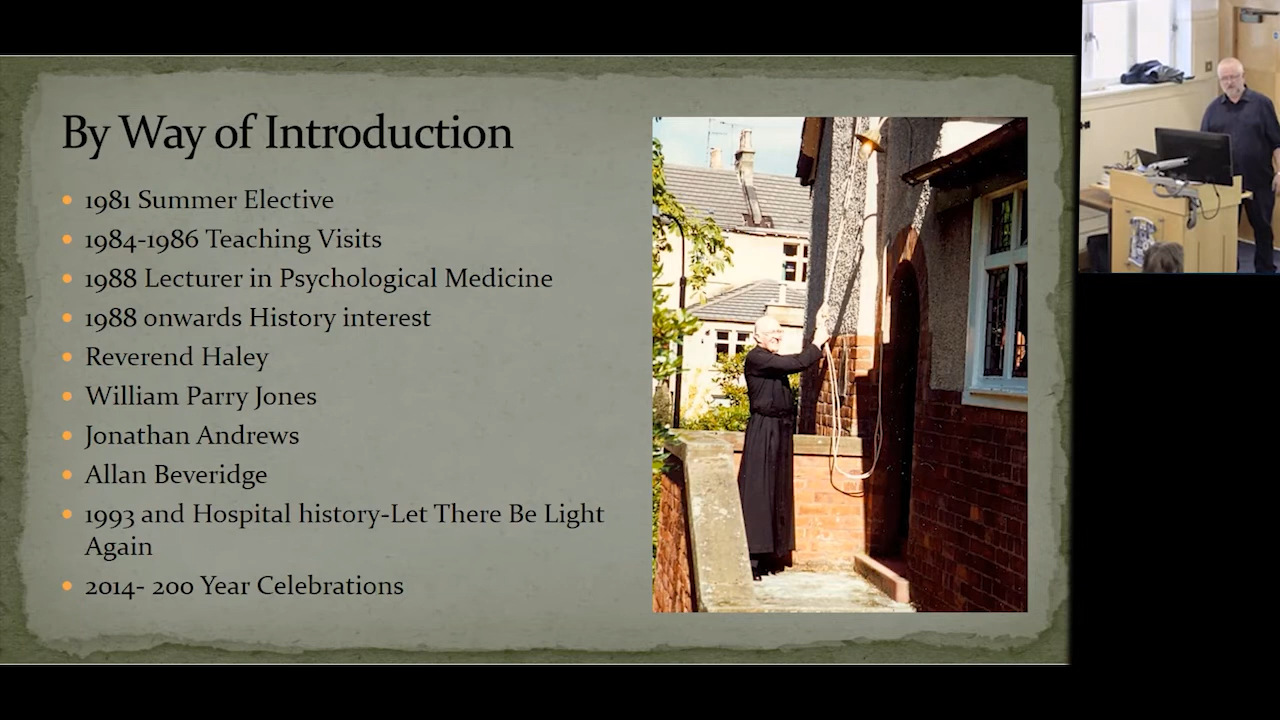 By Way of Introduction
1981 Summer Elective
1984-1986 Teaching Visits
1988 Lecturer in Psychological Medicine
1988 onwards History interest
Reverend Haley
William Parry Jones
Jonathan Andrews
Allan Beveridge
1993 and Hospital history-Let There Be Light
Again
2014- 200 Year Celebrations